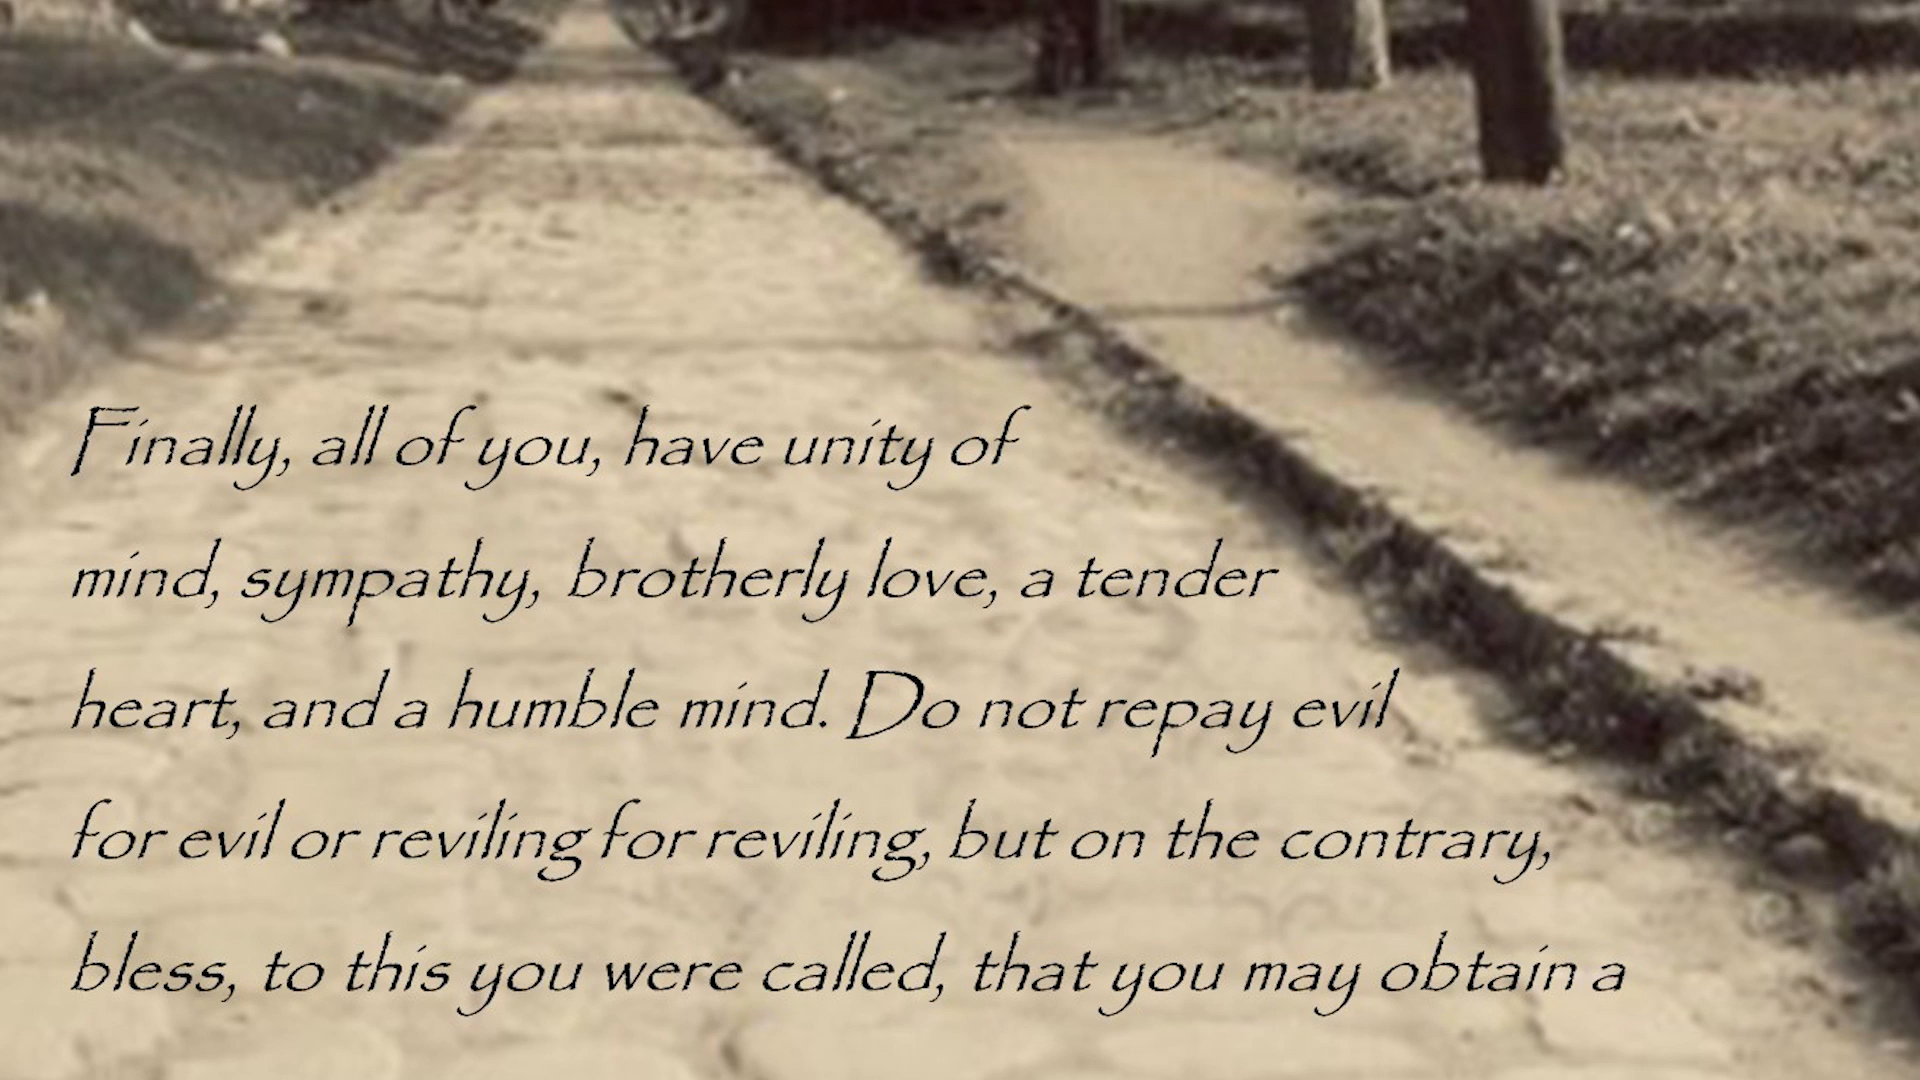 Finally, all of you, have unity of
mind, sympathy, brotherly love, a tender
heart, and a humble mind. Do not repay evil
for evil or reviling for reviling, but on the contrary,
bless, to this you were called, that you may obtain a